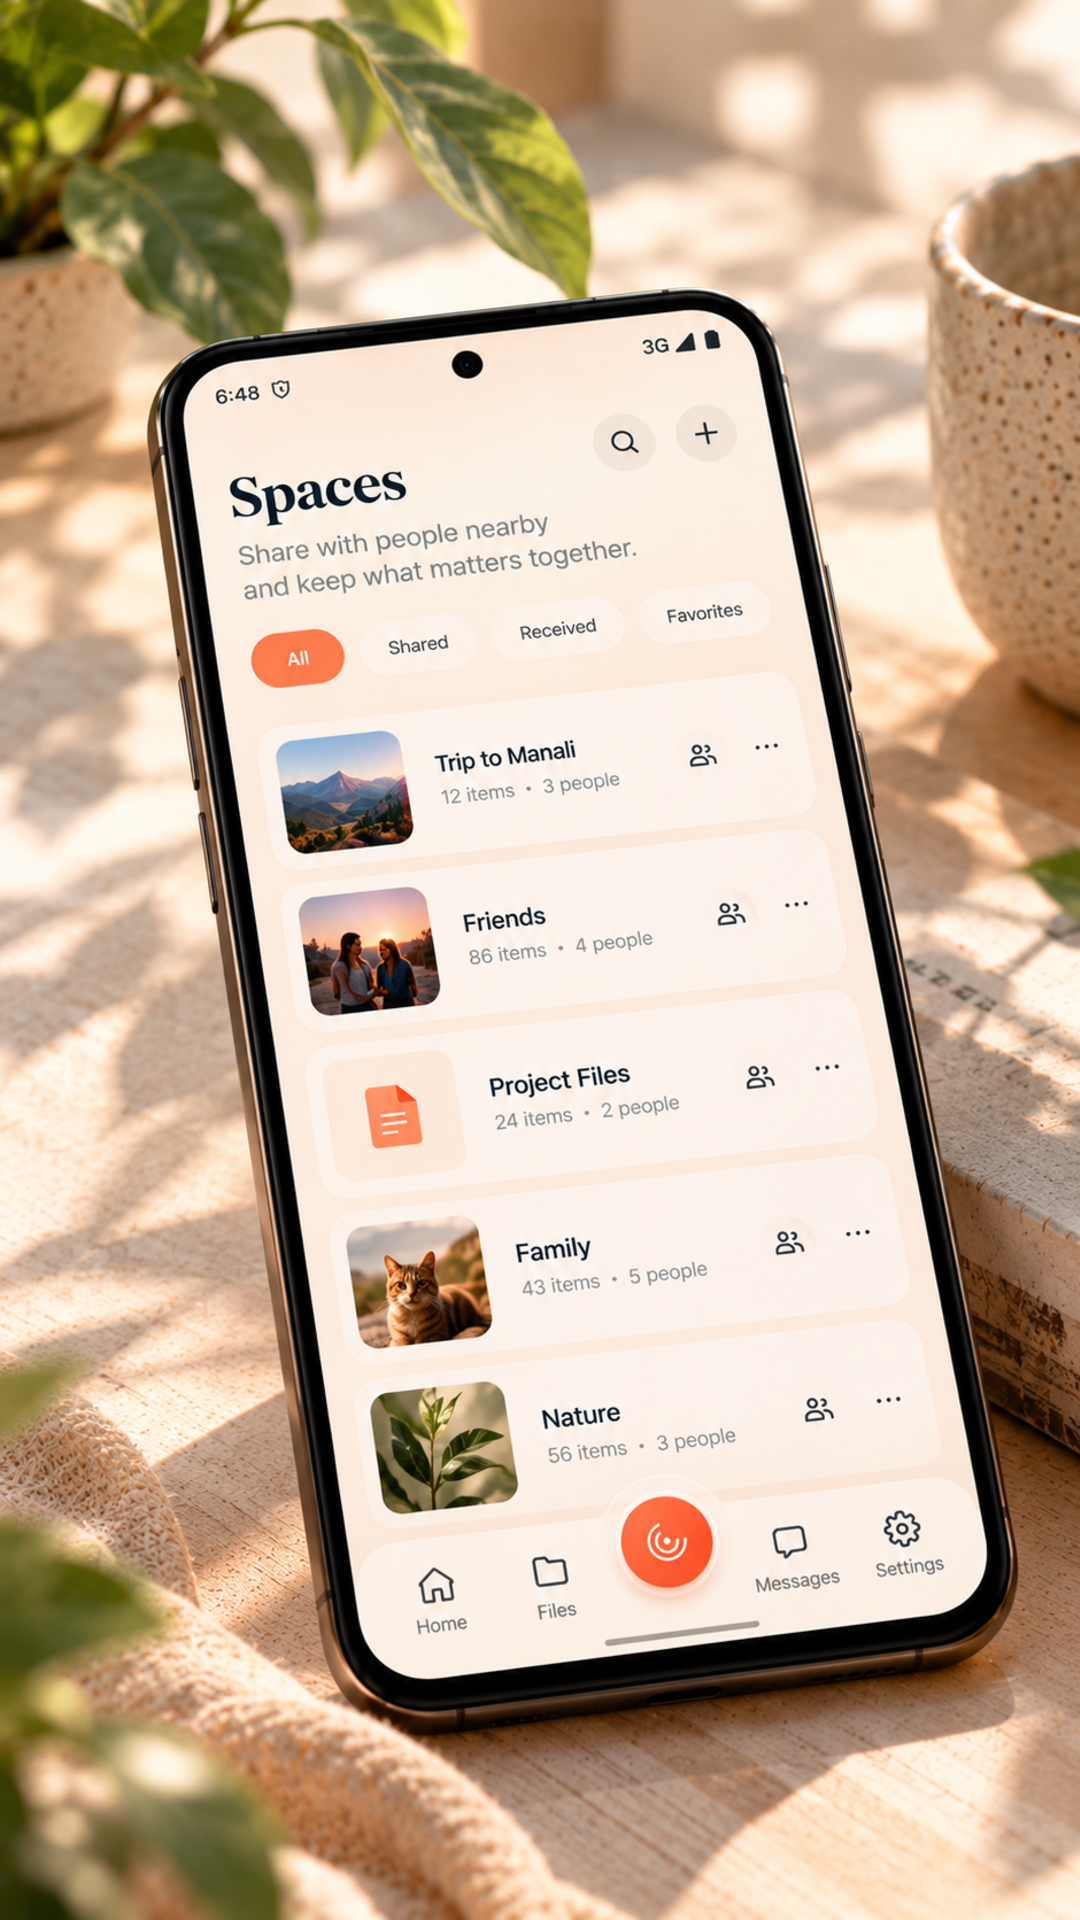 6:48
3G
Spaces
Share with people nearby
and keep what matters together.
All
Shared
Received
Favorites
Trip to Manali
12 items • 3 people
Friends
86 items • 4 people
Project Files
24 items • 2 people
Family
43 items • 5 people
Nature
56 items • 3 people
Home
Files
Messages
Settings